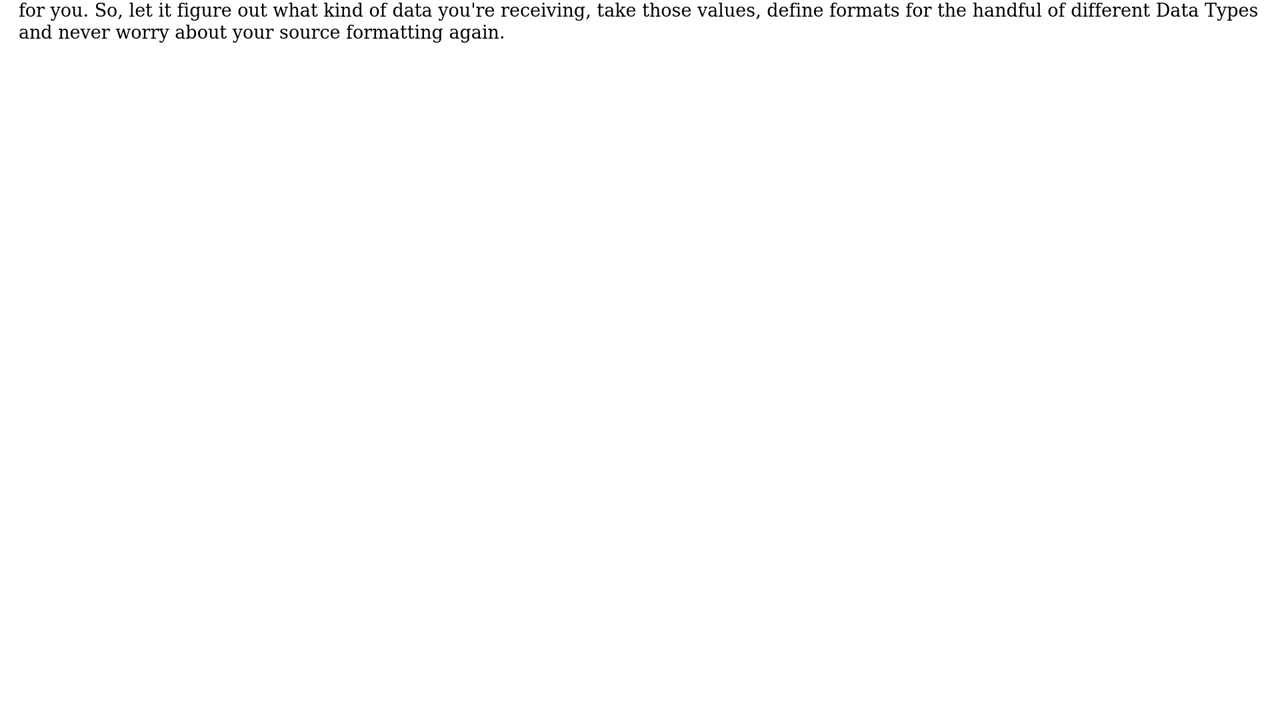 for you. So, let it figure out what kind of data you're receiving, take those values, define formats for the handful of different Data Types
and never worry about your source formatting again.